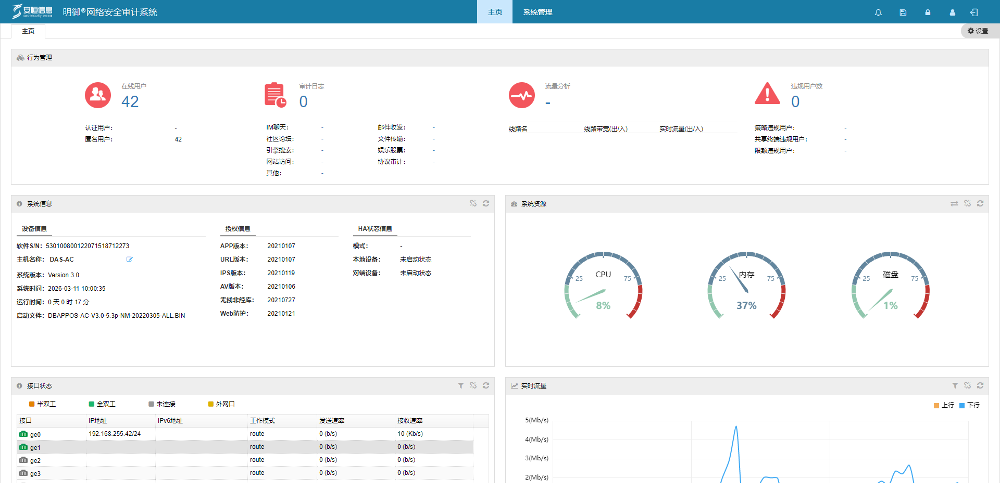 安恒信息
DAS-Security 安全中国
明御®网络安全审计系统
主页
系统管理
主页
设置
行为管理
在线用户
42
认证用户： -
匿名用户： 42
审计日志
0
IM聊天： - 邮件收发： -
社区论坛： - 文件传输： -
引擎搜索： - 娱乐股票： -
网站访问： - 协议审计： -
其他： -
流量分析
-
线路名 线路带宽(出/入) 实时流量(出/入)
违规用户数
0
策略违规用户： -
共享终端违规用户： -
限额违规用户： -
系统信息
设备信息
软件S/N：530100800122071518712273
主机名称： DAS-AC
系统版本：Version 3.0
系统时间：2026-03-11 10:00:35
运行时间：0 天 0 时 17 分
启动文件：DBAPPOS-AC-V3.0-5.3p-NM-20220305-ALL.BIN
授权信息
APP版本： 20210107
URL版本： 20210107
IPS版本： 20210119
AV版本： 20210106
无线非经库： 20210727
Web防护： 20210121
HA状态信息
模式： -
本地设备： 未启动状态
对端设备： 未启动状态
系统资源
CPU
25 75
8%
内存
25 75
37%
磁盘
25 75
1%
接口状态
半双工 全双工 未连接 外网口
接口 IP地址 IPv6地址 工作模式 发送速率 接收速率
ge0 192.168.255.42/24 route 0 (b/s) 10 (Kb/s)
ge1 route 0 (b/s) 0 (b/s)
ge2 route 0 (b/s) 0 (b/s)
ge3 route 0 (b/s) 0 (b/s)
实时流量
上行 下行
5(Mb/s)
4(Mb/s)
3(Mb/s)
2(Mb/s)